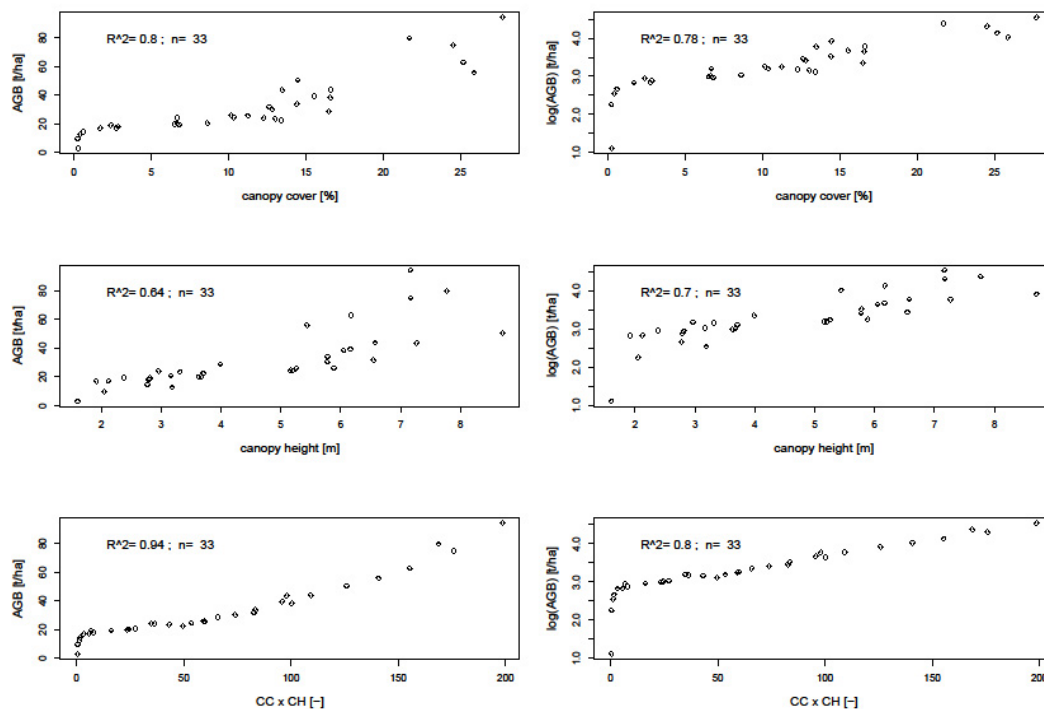 R^2= 0.8 ; n= 33
AGB [t/ha]
0 20 40 60 80
0 5 10 15 20 25
canopy cover [%]
R^2= 0.78 ; n= 33
log(AGB) [t/ha]
1.0 2.0 3.0 4.0
0 5 10 15 20 25
canopy cover [%]
R^2= 0.64 ; n= 33
AGB [t/ha]
0 20 40 60 80
2 3 4 5 6 7 8
canopy height [m]
R^2= 0.7 ; n= 33
log(AGB) [t/ha]
1.0 2.0 3.0 4.0
2 3 4 5 6 7 8
canopy height [m]
R^2= 0.94 ; n= 33
AGB [t/ha]
0 20 40 60 80
0 50 100 150 200
CC x CH [−]
R^2= 0.8 ; n= 33
log(AGB) [t/ha]
1.0 2.0 3.0 4.0
0 50 100 150 200
CC x CH [−]